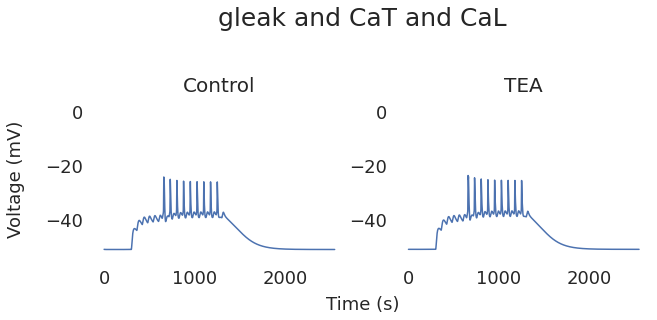 gleak and CaT and CaL
Control
TEA
Voltage (mV)
0
−20
−40
0
−20
−40
0 1000 2000
0 1000 2000
Time (s)